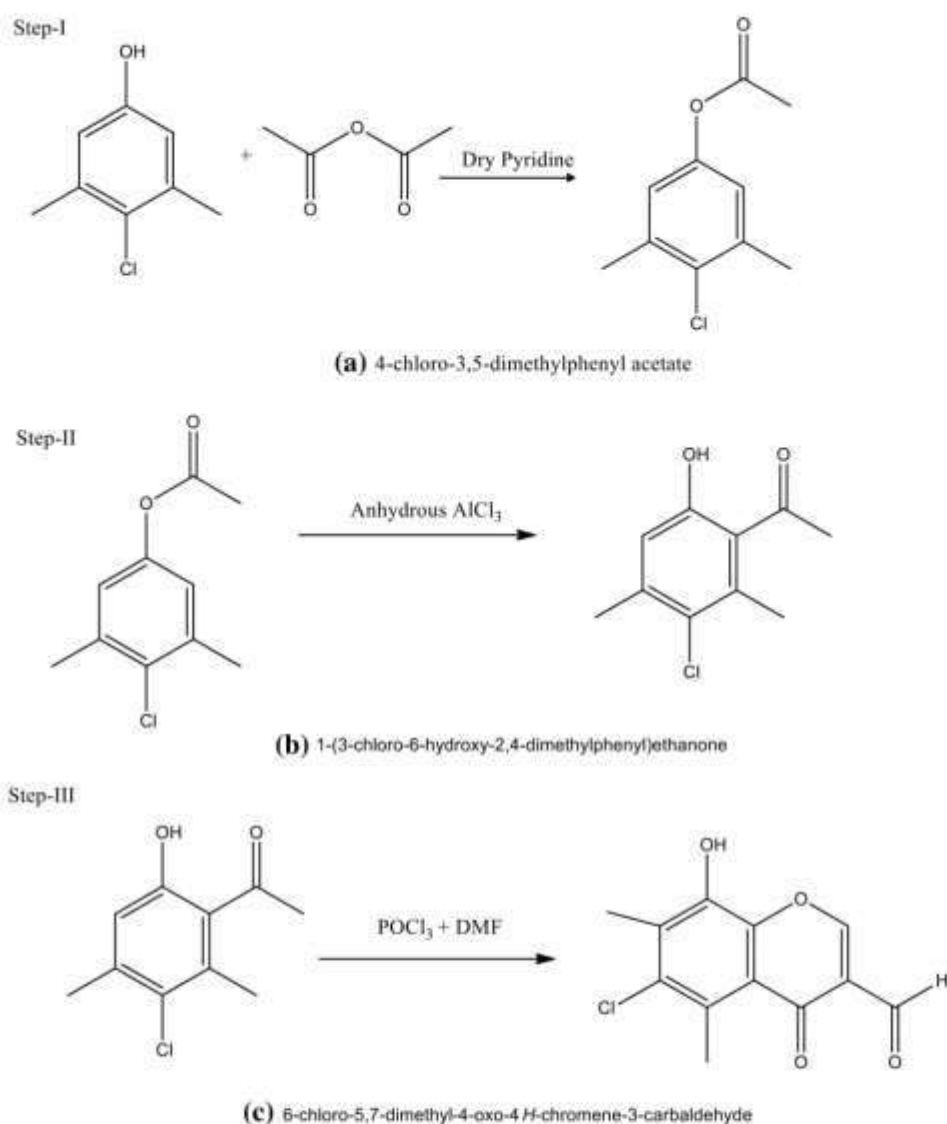 Step-I
OH
O
O
O
+
Dry Pyridine
O
O
Cl
Cl
(a) 4-chloro-3,5-dimethylphenyl acetate
Step-II
O
OH
O
O
Anhydrous AlCl3
Cl
Cl
(b) 1-(3-chloro-6-hydroxy-2,4-dimethylphenyl)ethanone
Step-III
OH
O
OH
O
POCl3 + DMF
H
Cl
Cl
O
O
(c) 6-chloro-5,7-dimethyl-4-oxo-4H-chromene-3-carbaldehyde